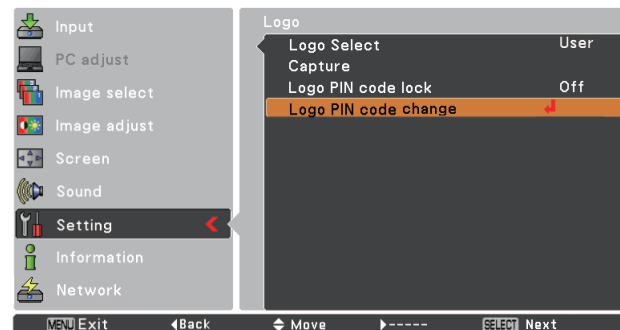 Input
PC adjust
Image select
Image adjust
Screen
Sound
Setting
Information
Network
Logo
Logo Select User
Capture
Logo PIN code lock Off
Logo PIN code change
MENU Exit Back Move ----- SELECT Next